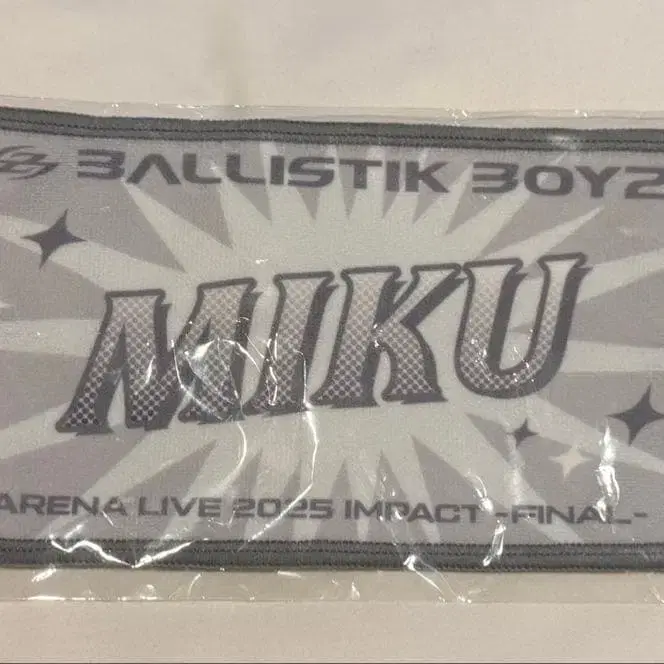 BALLISTIK BOYZ
MIKU
ARENA LIVE 2025 IMPACT -FINAL-